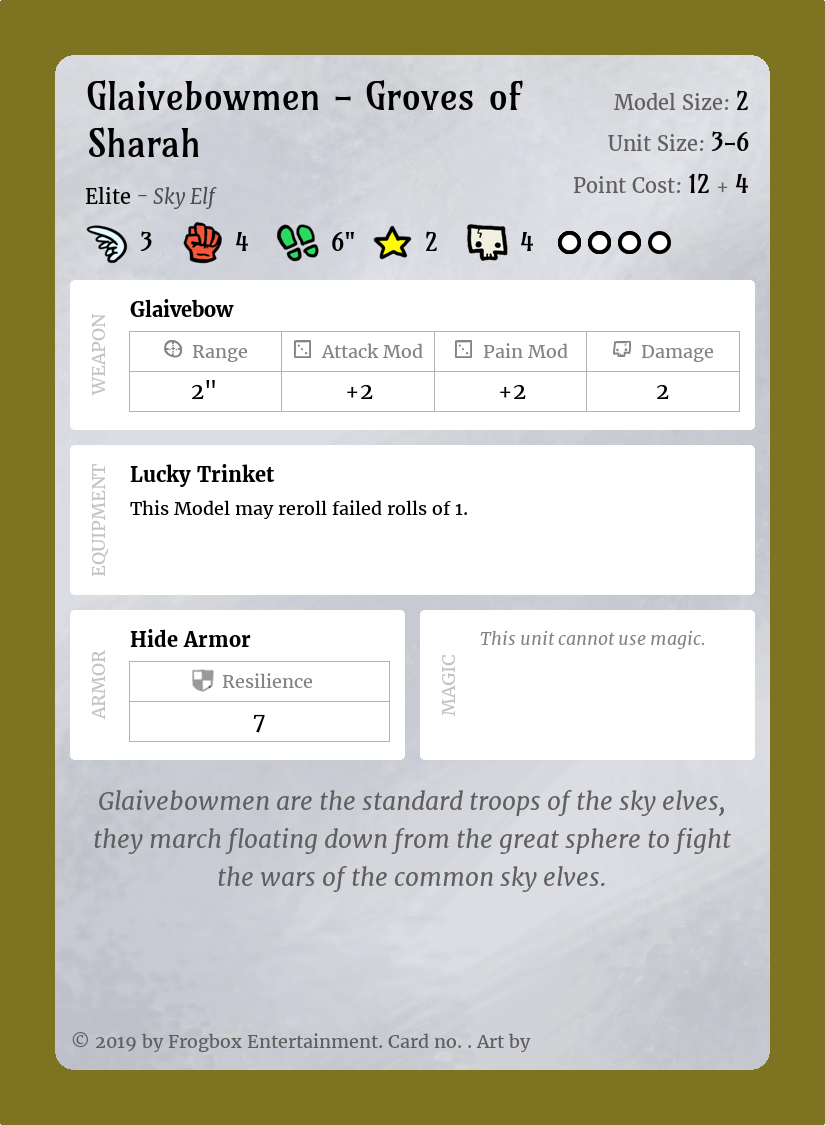 Glaivebowmen – Groves of
Sharah
Model Size: 2
Unit Size: 3–6
Point Cost: 12 + 4
Elite – Sky Elf
3 4 6" 2 4
WEAPON
Glaivebow
Range Attack Mod Pain Mod Damage
2" +2 +2 2
EQUIPMENT
Lucky Trinket
This Model may reroll failed rolls of 1.
ARMOR
Hide Armor
Resilience
7
MAGIC
This unit cannot use magic.
Glaivebowmen are the standard troops of the sky elves,
they march floating down from the great sphere to fight
the wars of the common sky elves.
© 2019 by Frogbox Entertainment. Card no. . Art by